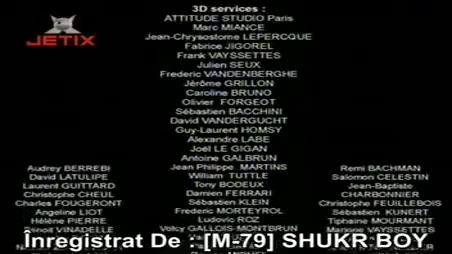 JETIX
3D services :
ATTITUDE STUDIO Paris
Marc MIANCE
Jean-Chrysostome LEPERCQUE
Fabrice JIGOREL
Frank VAYSSETTES
Julien SEUX
Frederic VANDENBERGHE
Jérôme GRILLON
Caroline BRUNO
Olivier FORGEOT
Sébastien BACCHINI
David VANDERGUCHT
Guy-Laurent HOMSY
Alexandre LABE
Joël LE GIGAN
Antoine GALBRUN
Audrey BERREBI Jean Philippe MARTINS Remi BACHMAN
David LATULIPE William TUTTLE Salomon CELESTIN
Laurent GUITTARD Tony BODEUX Jean-Baptiste
Christophe CHEUL Damien FERRARI CHARBONNIER
Charles FOUGERONT Sébastien KLEIN Christophe FEUILLEBOIS
Angeline LIOT Frederic MORTEYROL Sébastien KUNERT
Hélène PIERRE Ludovic ROZ Tiphaine MOURMANT
Benoit VINADELLE Volcy GALLOIS-MONTBRUN Marjorie VAYSSETTES
Înregistrat De : [M-79] SHUKR BOY